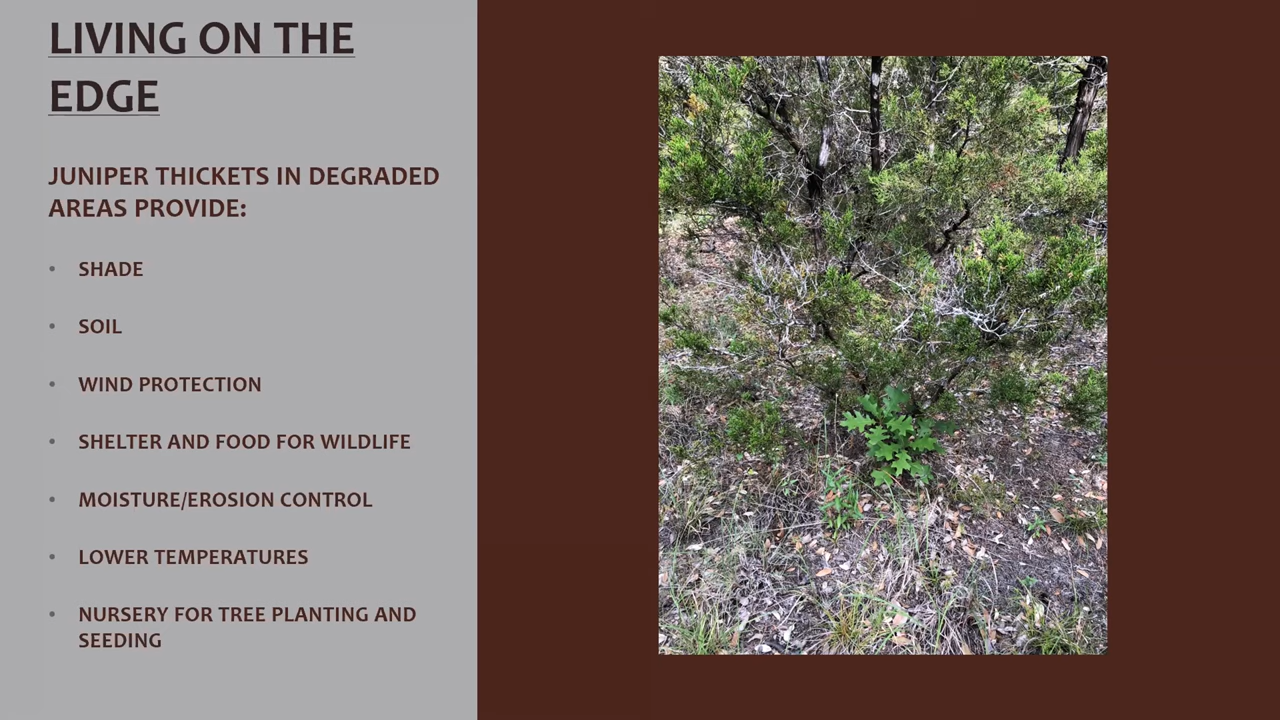 LIVING ON THE
EDGE
JUNIPER THICKETS IN DEGRADED
AREAS PROVIDE:
• SHADE
• SOIL
• WIND PROTECTION
• SHELTER AND FOOD FOR WILDLIFE
• MOISTURE/EROSION CONTROL
• LOWER TEMPERATURES
• NURSERY FOR TREE PLANTING AND
SEEDING